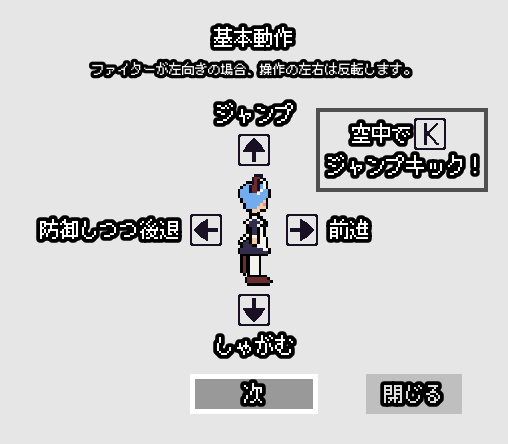 基本動作
ファイターが左向きの場合、操作の左右は反転します。
ジャンプ
↑
空中でK
ジャンプキック!
防御しつつ後退 ← → 前進
↓
しゃがむ
次
閉じる